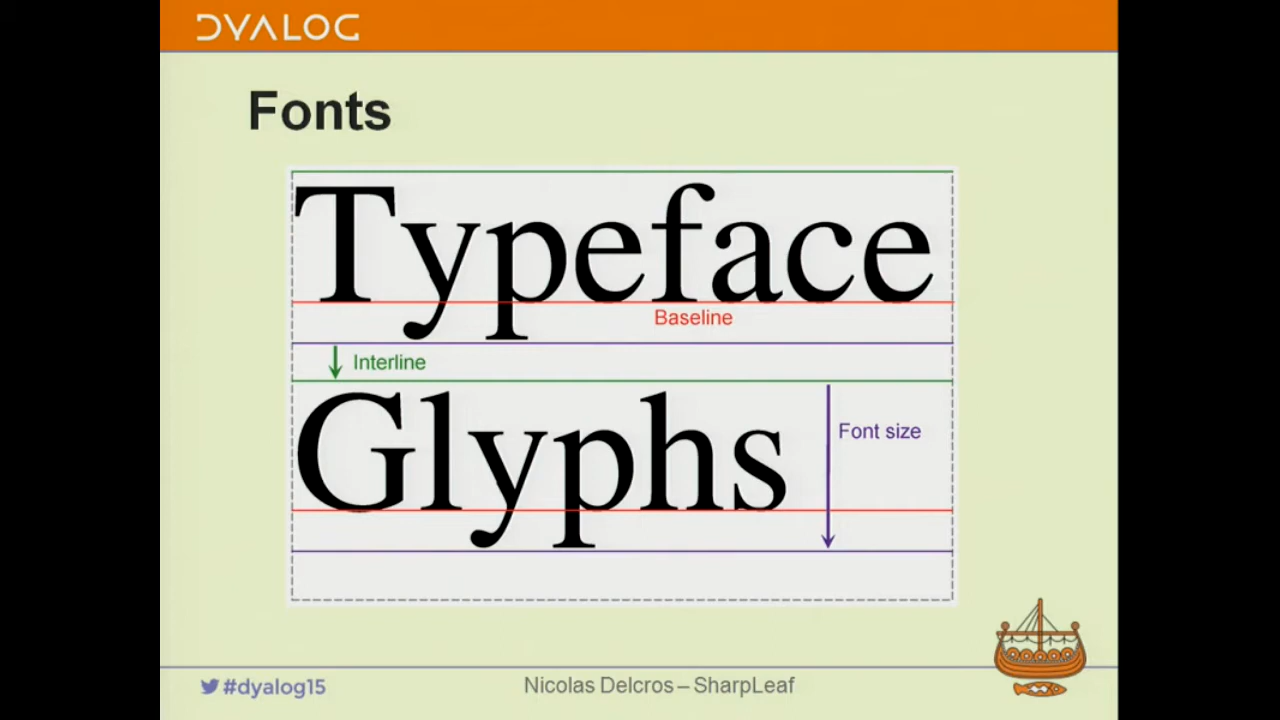 DYALOG
Fonts
Typeface
Baseline
Interline
Glyphs
Font size
#dyalog15
Nicolas Delcros – SharpLeaf